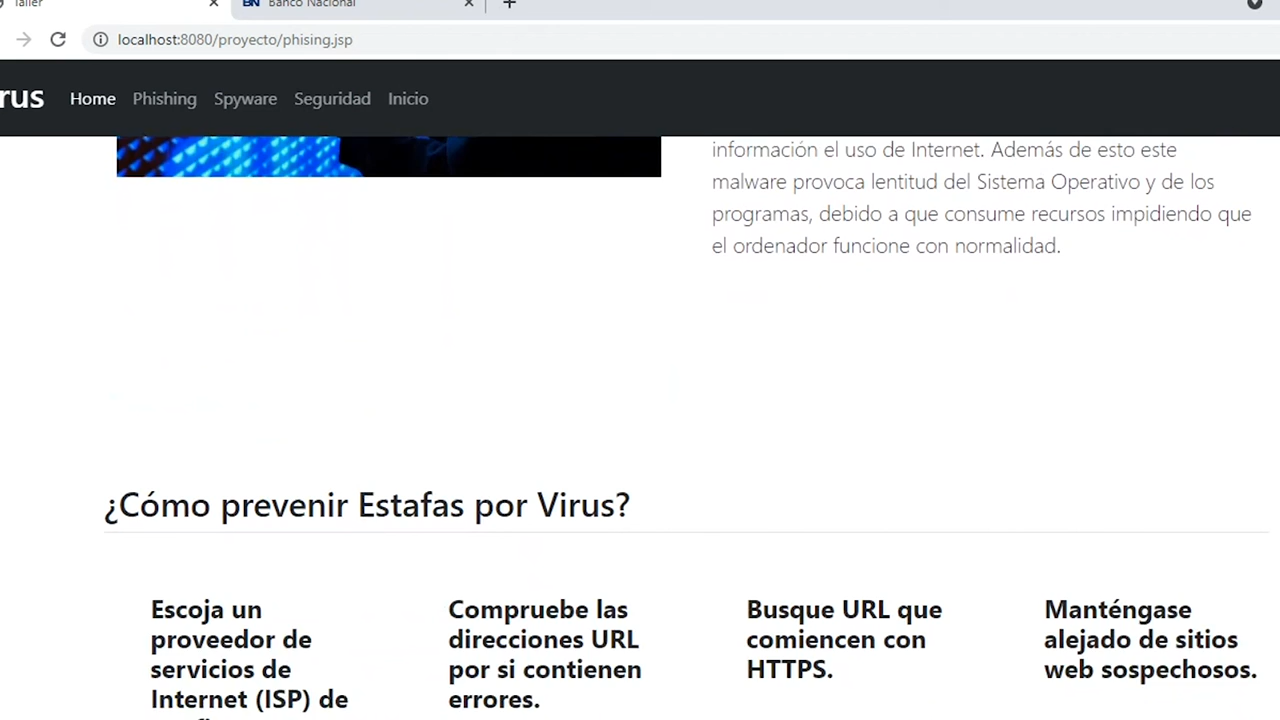 Taller
Banco Nacional
localhost:8080/proyecto/phising.jsp
rus Home Phishing Spyware Seguridad Inicio
información el uso de Internet. Además de esto este
malware provoca lentitud del Sistema Operativo y de los
programas, debido a que consume recursos impidiendo que
el ordenador funcione con normalidad.
¿Cómo prevenir Estafas por Virus?
Escoja un
proveedor de
servicios de
Internet (ISP) de
Compruebe las
direcciones URL
por si contienen
errores.
Busque URL que
comiencen con
HTTPS.
Manténgase
alejado de sitios
web sospechosos.